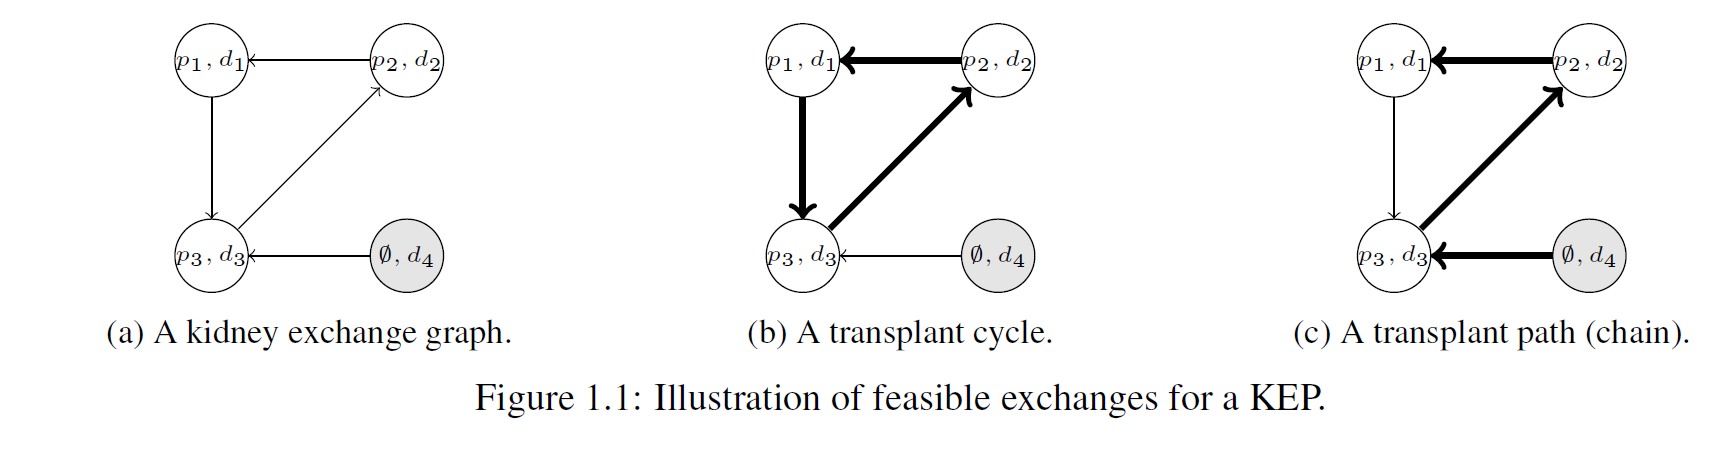 p1, d1
p2, d2
p3, d3
∅, d4
p1, d1
p2, d2
p3, d3
∅, d4
p1, d1
p2, d2
p3, d3
∅, d4
(a) A kidney exchange graph.
(b) A transplant cycle.
(c) A transplant path (chain).
Figure 1.1: Illustration of feasible exchanges for a KEP.